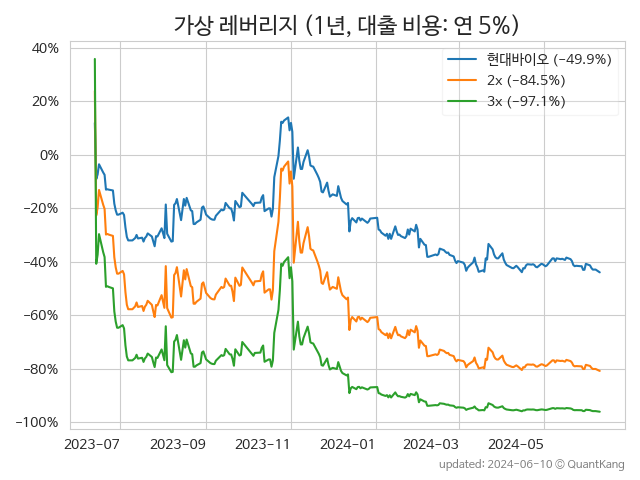 가상 레버리지 (1년, 대출 비용: 연 5%)
40%
20%
0%
−20%
−40%
−60%
−80%
−100%
현대바이오 (−49.9%)
2x (−84.5%)
3x (−97.1%)
2023-07 2023-09 2023-11 2024-01 2024-03 2024-05
updated: 2024-06-10 © QuantKang